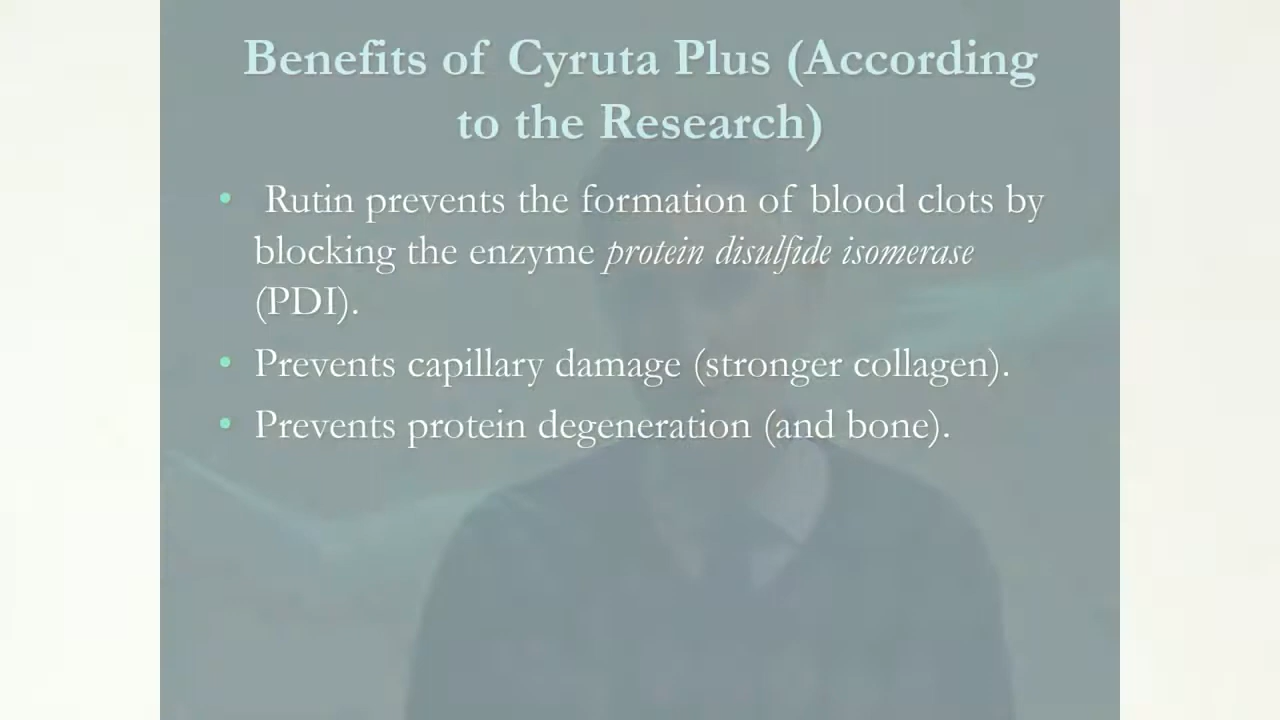 Benefits of Cyruta Plus (According
to the Research)
• Rutin prevents the formation of blood clots by
blocking the enzyme protein disulfide isomerase
(PDI).
• Prevents capillary damage (stronger collagen).
• Prevents protein degeneration (and bone).